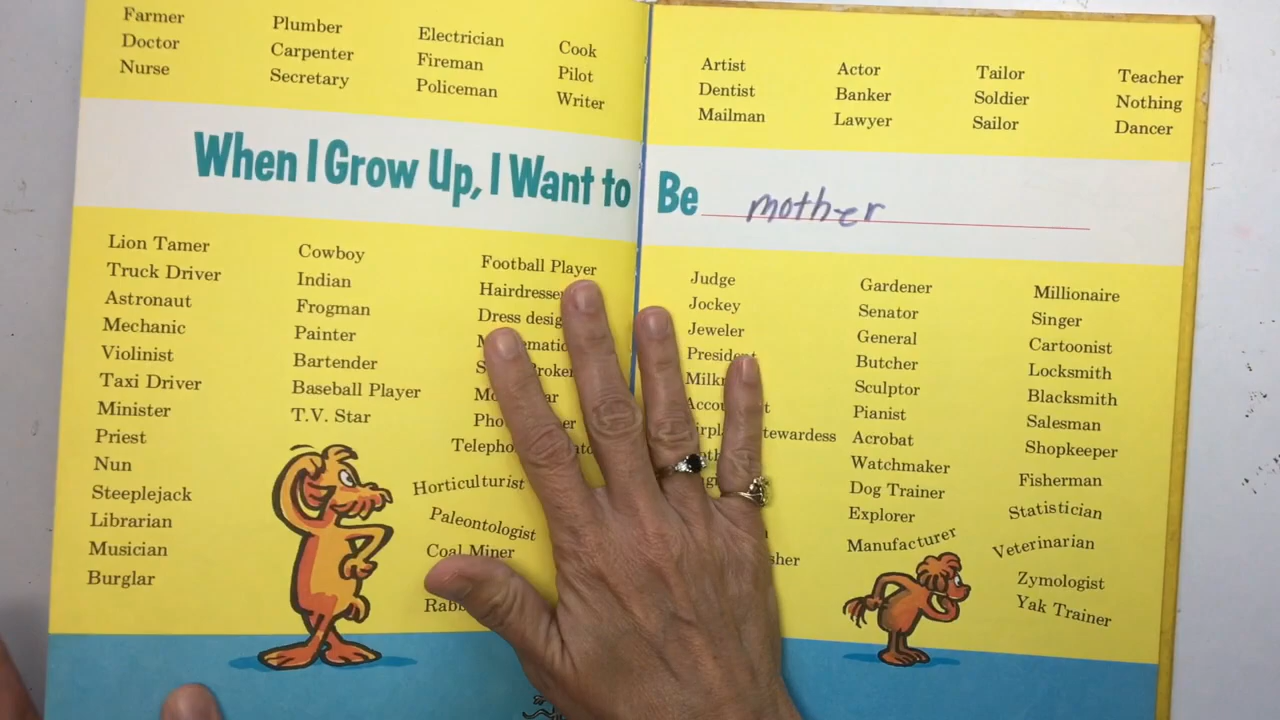 Farmer
Doctor
Nurse
Plumber
Carpenter
Secretary
Electrician
Fireman
Policeman
Cook
Pilot
Writer
Artist
Dentist
Mailman
Actor
Banker
Lawyer
Tailor
Soldier
Sailor
Teacher
Nothing
Dancer
When I Grow Up, I Want to Be mother
Lion Tamer
Truck Driver
Astronaut
Mechanic
Violinist
Taxi Driver
Minister
Priest
Nun
Steeplejack
Librarian
Musician
Burglar
Cowboy
Indian
Frogman
Painter
Bartender
Baseball Player
T.V. Star
Football Player
Horticulturist
Paleontologist
Coal Miner
Judge
Jockey
Jeweler
President
Gardener
Senator
General
Butcher
Sculptor
Pianist
Acrobat
Watchmaker
Dog Trainer
Explorer
Manufacturer
Millionaire
Singer
Cartoonist
Locksmith
Blacksmith
Salesman
Shopkeeper
Fisherman
Statistician
Veterinarian
Zymologist
Yak Trainer